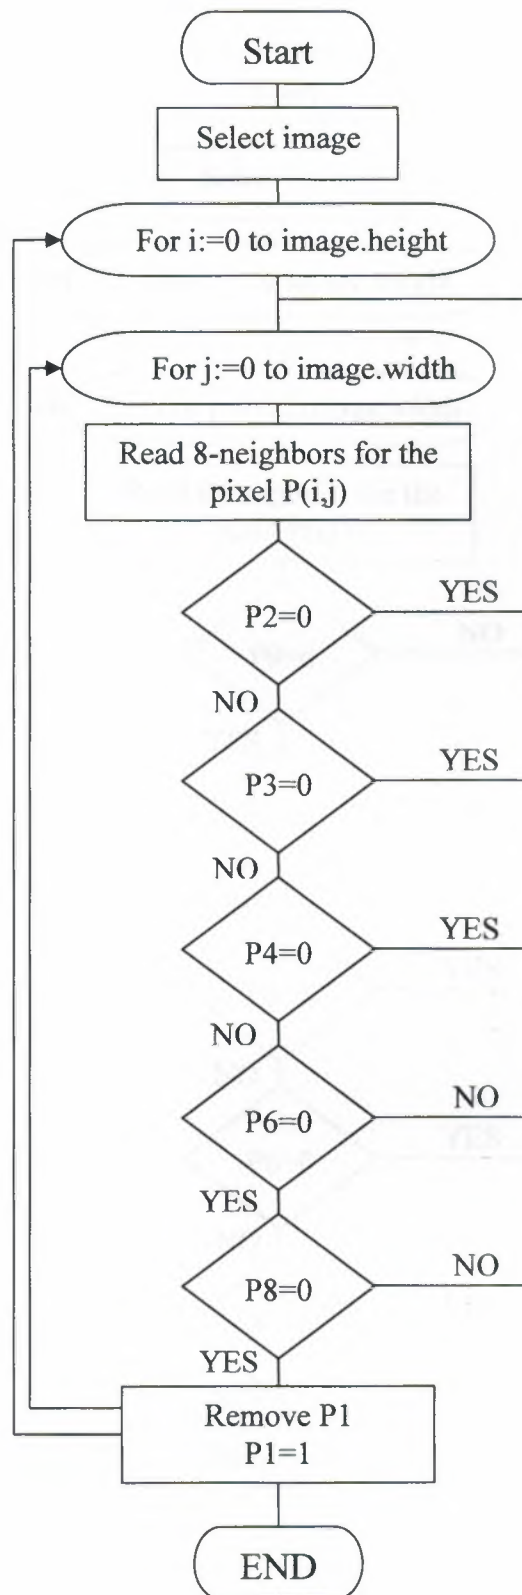 Start
Select image
For i:=0 to image.height
For j:=0 to image.width
Read 8-neighbors for the
pixel P(i,j)
P2=0
YES
NO
P3=0
YES
NO
P4=0
YES
NO
P6=0
NO
YES
P8=0
NO
YES
Remove P1
P1=1
END